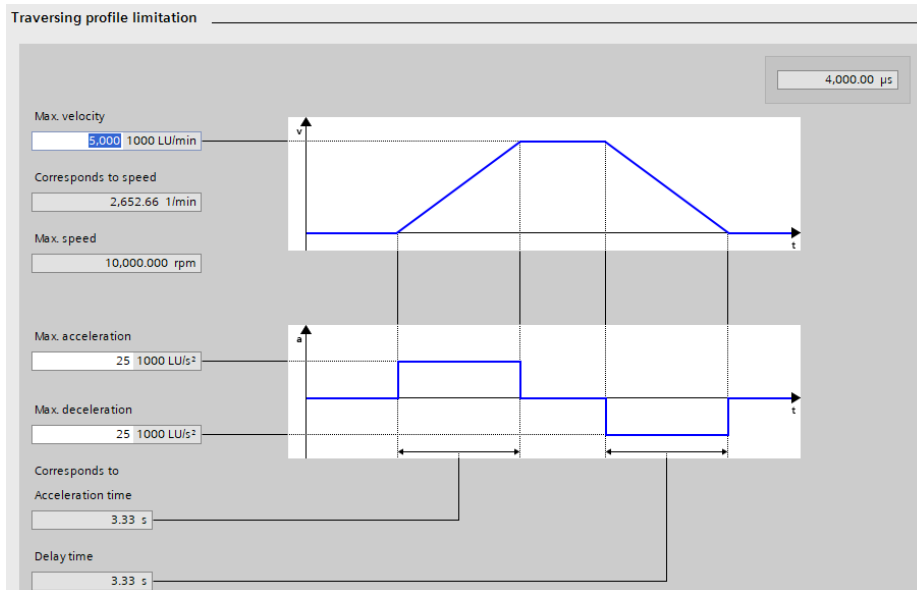 Traversing profile limitation
4,000.00 µs
Max. velocity
5,000 1000 LU/min
v
Corresponds to speed
2,652.66 1/min
Max. speed
10,000.000 rpm
t
Max. acceleration
a
25 1000 LU/s²
Max. deceleration
t
25 1000 LU/s²
Corresponds to
Acceleration time
3.33 s
Delay time
3.33 s